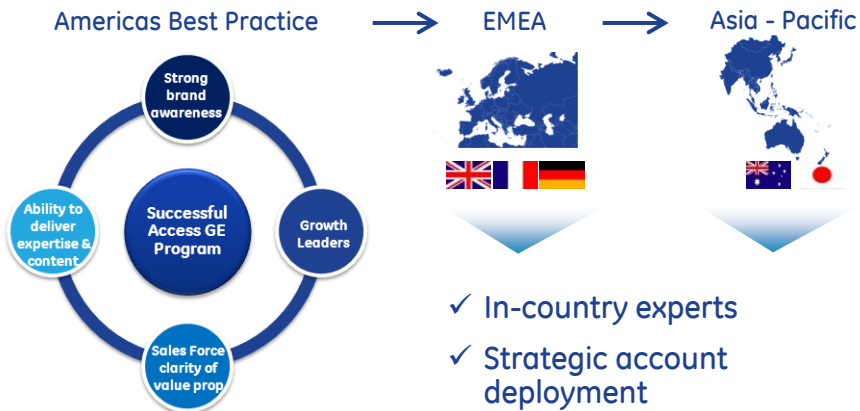 Americas Best Practice
EMEA
Asia - Pacific
Strong
brand
awareness
Ability to
deliver
expertise &
content
Successful
Access GE
Program
Growth
Leaders
Sales Force
clarity of
value prop
✓ In-country experts
✓ Strategic account
deployment